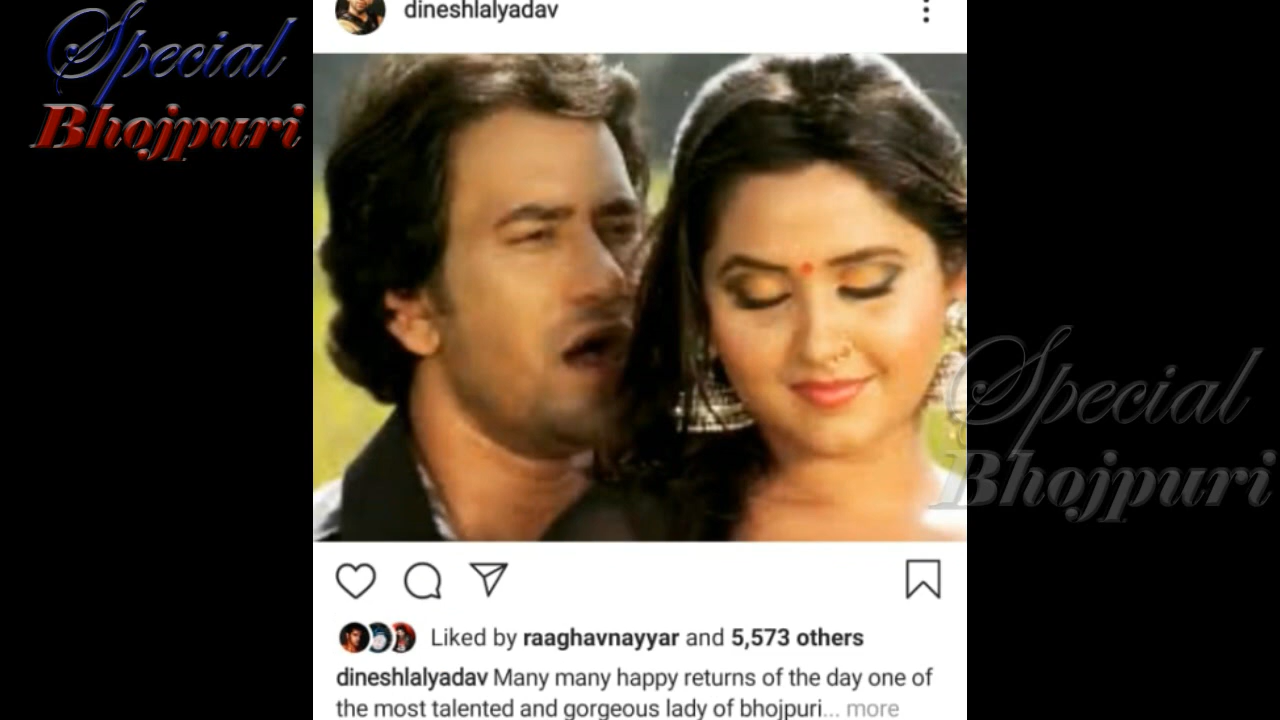 Special
Bhojpuri
dineshlalyadav
Liked by raaghavnayyar and 5,573 others
dineshlalyadav Many many happy returns of the day one of
the most talented and gorgeous lady of bhojpuri... more
Special
Bhojpuri